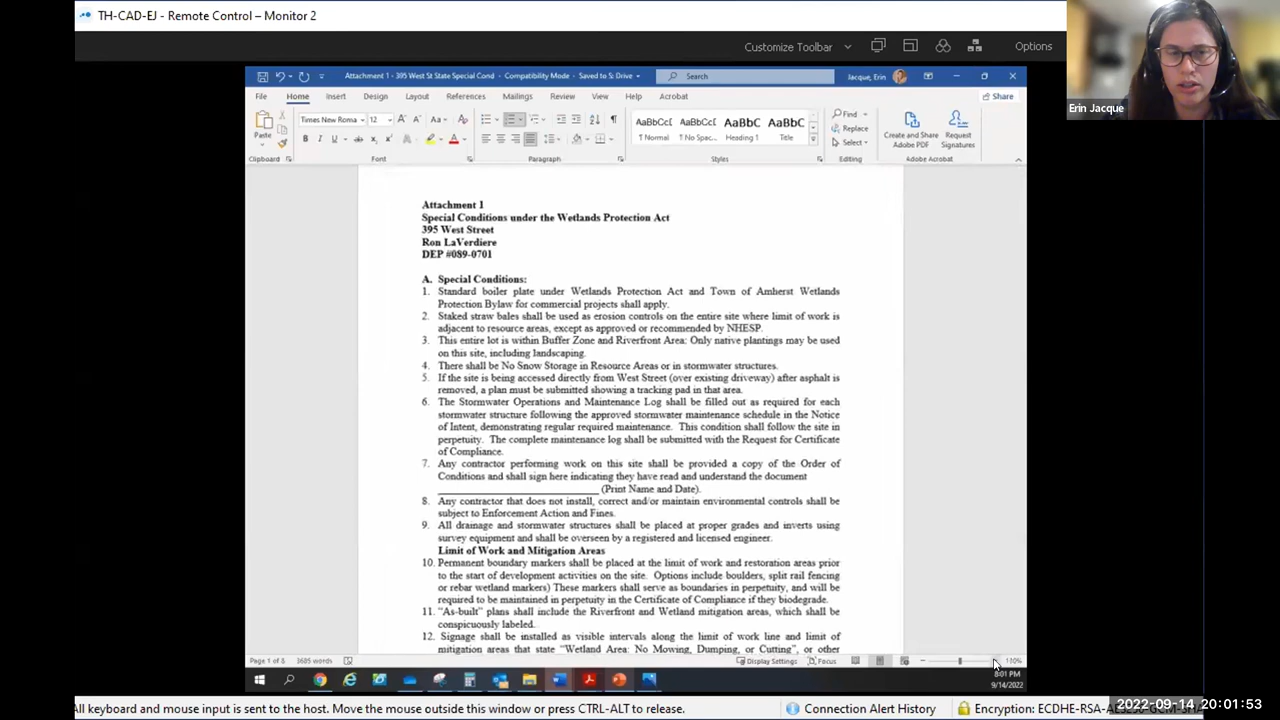 TH-CAD-EJ - Remote Control – Monitor 2
Customize Toolbar
Options
Erin Jacque
Attachment 1 - 395 West St State Special Cond - Compatibility Mode - Saved to S: Drive
Search
Jacque, Erin
File Home Insert Design Layout References Mailings Review View Help Acrobat
Share
Times New Roma 12
Paste
AaBbCcI AaBbCcI AaBbC AaBbC
¶ Normal ¶ No Spac... Heading 1 Title
Find
Replace
Select
Create and Share Adobe PDF
Request Signatures
Clipboard Font Paragraph Styles Editing Adobe Acrobat
Attachment 1
Special Conditions under the Wetlands Protection Act
395 West Street
Ron LaVerdiere
DEP #089-0701
A. Special Conditions:
1. Standard boiler plate under Wetlands Protection Act and Town of Amherst Wetlands
Protection Bylaw for commercial projects shall apply.
2. Staked straw bales shall be used as erosion controls on the entire site where limit of work is
adjacent to resource areas, except as approved or recommended by NHESP.
3. This entire lot is within Buffer Zone and Riverfront Area: Only native plantings may be used
on this site, including landscaping.
4. There shall be No Snow Storage in Resource Areas or in stormwater structures.
5. If the site is being accessed directly from West Street (over existing driveway) after asphalt is
removed, a plan must be submitted showing a tracking pad in that area.
6. The Stormwater Operations and Maintenance Log shall be filled out as required for each
stormwater structure following the approved stormwater maintenance schedule in the Notice
of Intent, demonstrating regular required maintenance. This condition shall follow the site in
perpetuity. The complete maintenance log shall be submitted with the Request for Certificate
of Compliance.
7. Any contractor performing work on this site shall be provided a copy of the Order of
Conditions and shall sign here indicating they have read and understand the document
(Print Name and Date).
8. Any contractor that does not install, correct and/or maintain environmental controls shall be
subject to Enforcement Action and Fines.
9. All drainage and stormwater structures shall be placed at proper grades and inverts using
survey equipment and shall be overseen by a registered and licensed engineer.
Limit of Work and Mitigation Areas
10. Permanent boundary markers shall be placed at the limit of work and restoration areas prior
to the start of development activities on the site. Options include boulders, split rail fencing
or rebar wetland markers) These markers shall serve as boundaries in perpetuity, and will be
required to be maintained in perpetuity in the Certificate of Compliance if they biodegrade.
11. "As-built" plans shall include the Riverfront and Wetland mitigation areas, which shall be
conspicuously labeled.
12. Signage shall be installed as visible intervals along the limit of work line and limit of
mitigation areas that state "Wetland Area: No Mowing, Dumping, or Cutting", or other
Page 1 of 8 3685 words
Display Settings Focus
8:01 PM
9/14/2022
All keyboard and mouse input is sent to the host. Move the mouse outside this window or press CTRL-ALT to release.
Connection Alert History
Encryption: ECDHE-RSA-
2022-09-14 20:01:53